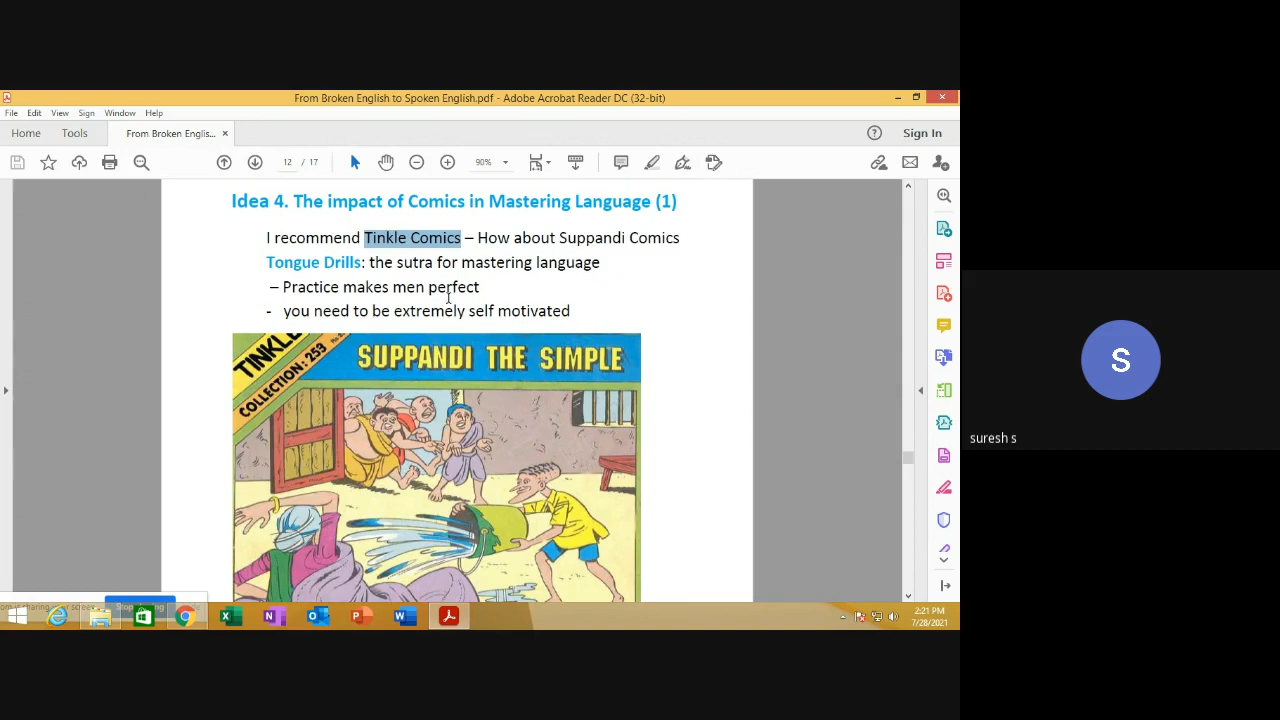 From Broken English to Spoken English.pdf - Adobe Acrobat Reader DC (32-bit)
File Edit View Sign Window Help
Home Tools From Broken Englis... × Sign In
12 / 17 90%
Idea 4. The impact of Comics in Mastering Language (1)
I recommend Tinkle Comics – How about Suppandi Comics
Tongue Drills: the sutra for mastering language
– Practice makes men perfect
- you need to be extremely self motivated
TINKLE
COLLECTION: 253
SUPPANDI THE SIMPLE
S
suresh s
2:21 PM
7/28/2021